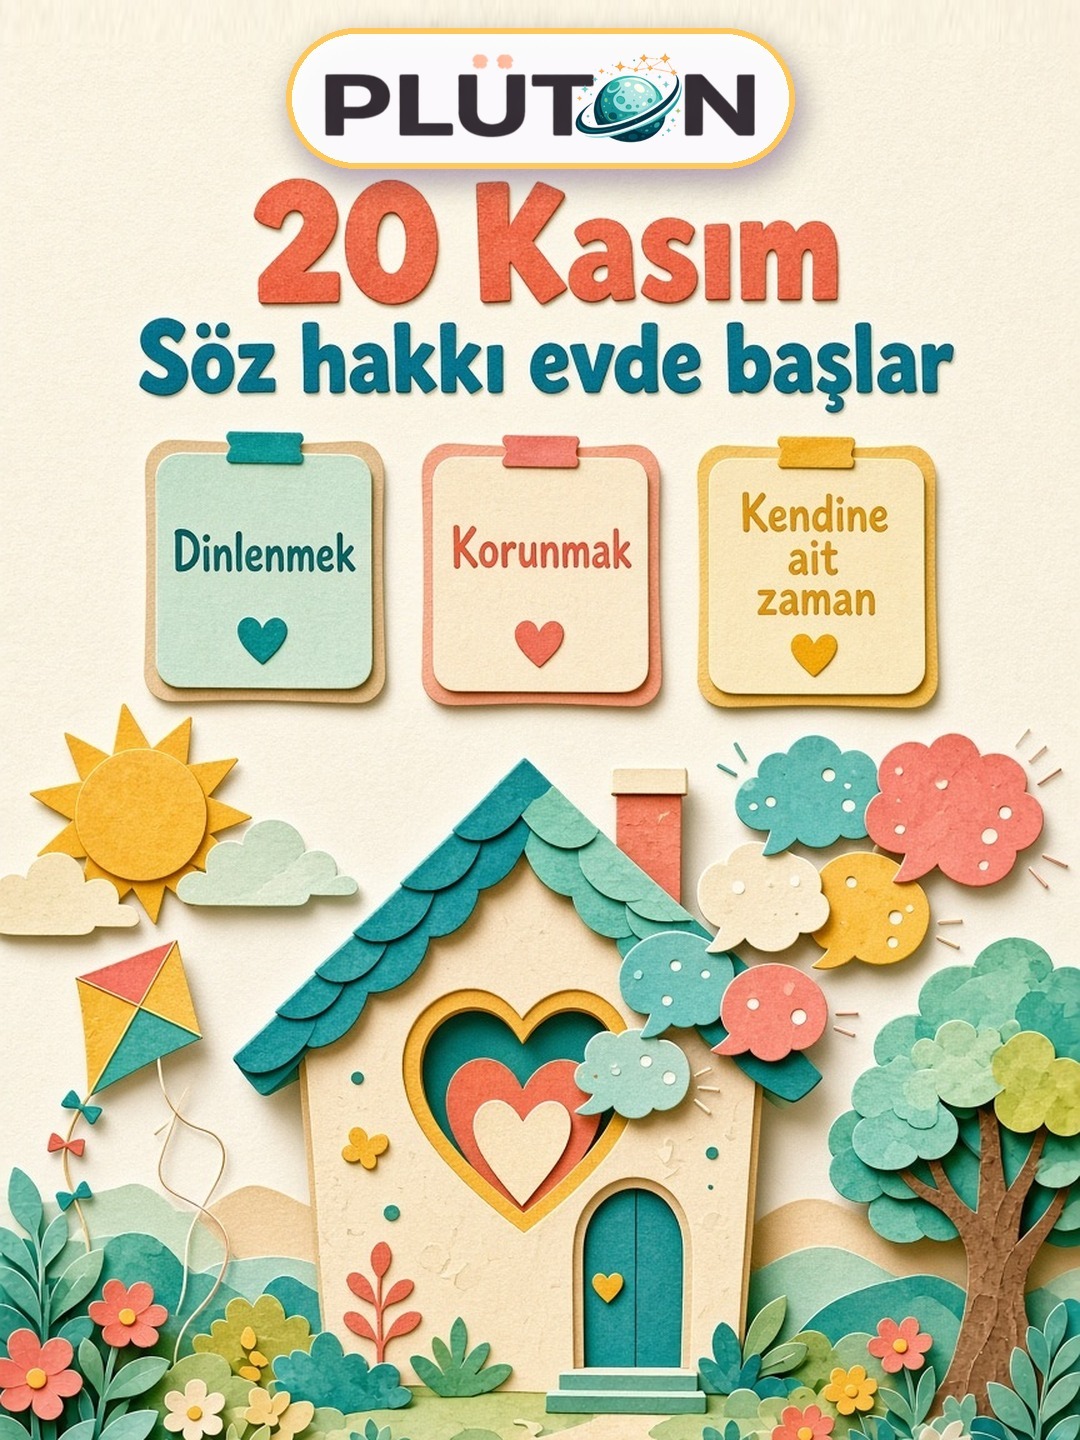 PLÜTON
20 Kasım
Söz hakkı evde başlar
Dinlenmek
Korunmak
Kendine
ait
zaman